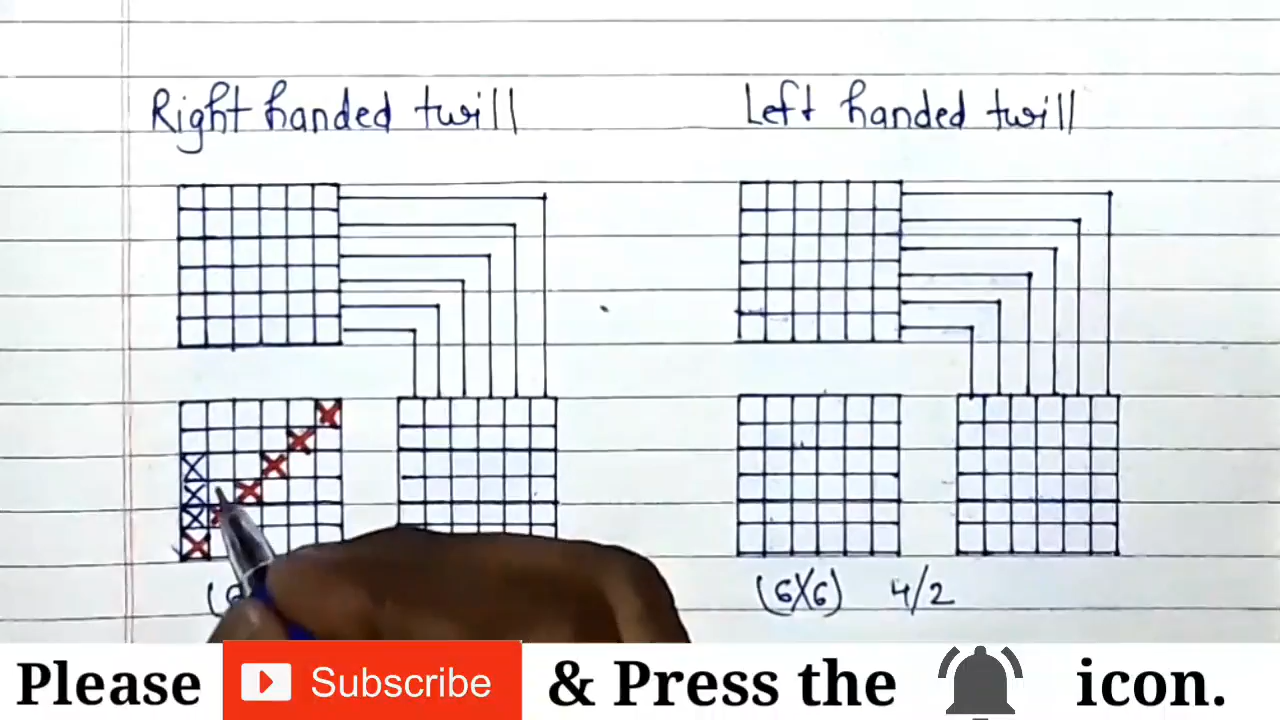 Right handed twill
Left handed twill
(6X6) 4/2
Please Subscribe & Press the icon.